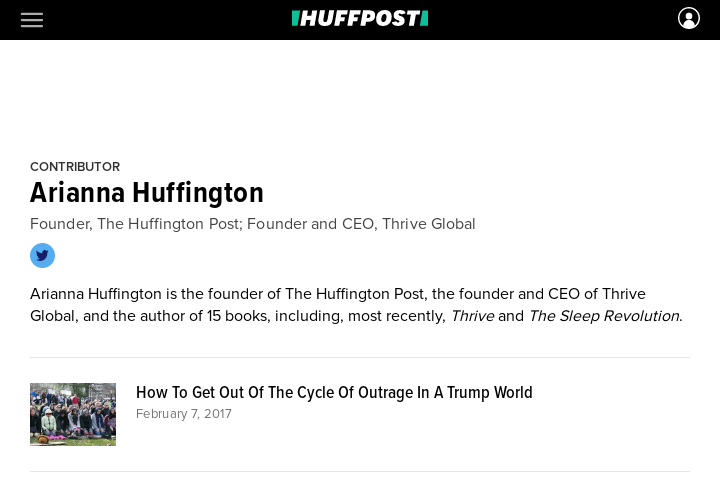 HUFFPOST
CONTRIBUTOR
Arianna Huffington
Founder, The Huffington Post; Founder and CEO, Thrive Global
Arianna Huffington is the founder of The Huffington Post, the founder and CEO of Thrive
Global, and the author of 15 books, including, most recently, Thrive and The Sleep Revolution.
How To Get Out Of The Cycle Of Outrage In A Trump World
February 7, 2017